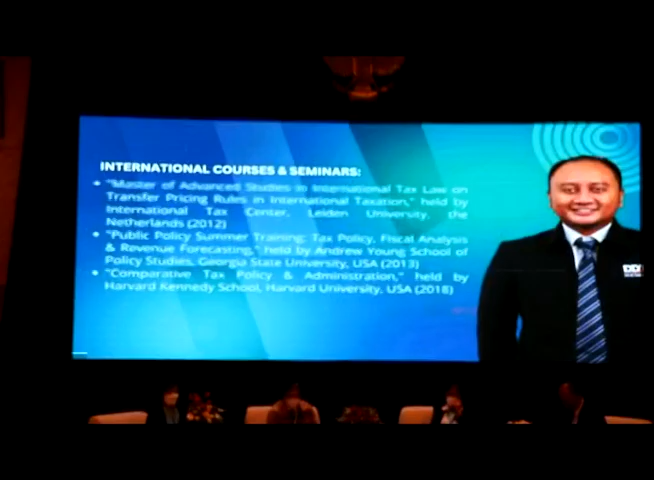 INTERNATIONAL COURSES & SEMINARS:
• "Master of Advanced Studies in International Tax Law on
Transfer Pricing Rules in International Taxation," held by
International Tax Center, Leiden University, the
Netherlands (2012)
• "Public Policy Summer Training: Tax Policy, Fiscal Analysis
& Revenue Forecasting," held by Andrew Young School of
Policy Studies, Georgia State University, USA (2013)
• "Comparative Tax Policy & Administration," held by
Harvard Kennedy School, Harvard University, USA (2018)